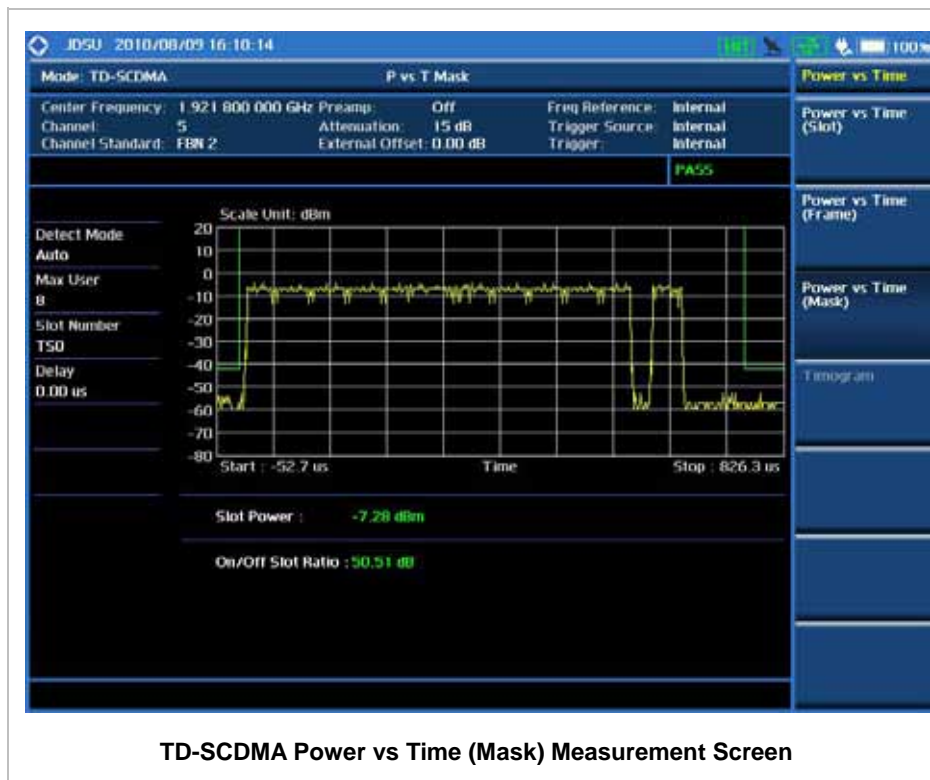 JDSU 2010/08/09 16:10:14
100%
Mode: TD-SCDMA P vs T Mask
Center Frequency: 1.921 800 000 GHz Preamp: Off Freq Reference: Internal
Channel: 5 Attenuation: 15 dB Trigger Source: Internal
Channel Standard: FBN 2 External Offset: 0.00 dB Trigger: Internal
PASS
Scale Unit: dBm
20
10
0
-10
-20
-30
-40
-50
-60
-70
-80
Start : -52.7 us Time Stop : 826.3 us
Detect Mode
Auto
Max User
8
Slot Number
TS0
Delay
0.00 us
Slot Power : -7.28 dBm
On/Off Slot Ratio : 50.51 dB
Power vs Time
Power vs Time
(Slot)
Power vs Time
(Frame)
Power vs Time
(Mask)
Timogram
TD-SCDMA Power vs Time (Mask) Measurement Screen